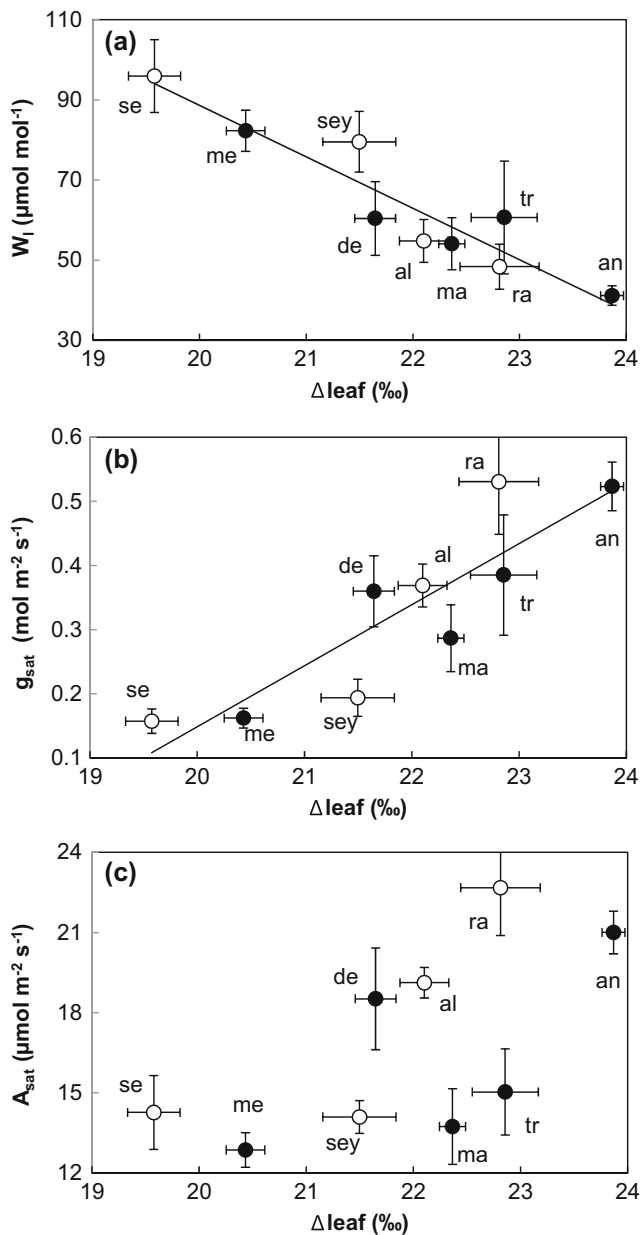 (a)
W_I (μmol mol⁻¹)
110
90
70
50
30
se
me
sey
de
al
ma
tr
ra
an
19 20 21 22 23 24
Δleaf (‰)
(b)
g_sat (mol m⁻² s⁻¹)
0.6
0.5
0.4
0.3
0.2
0.1
ra
an
de
al
tr
ma
se
me
sey
19 20 21 22 23 24
Δleaf (‰)
(c)
A_sat (μmol m⁻² s⁻¹)
24
21
18
15
12
ra
an
de
al
se
me
sey
ma
tr
19 20 21 22 23 24
Δleaf (‰)